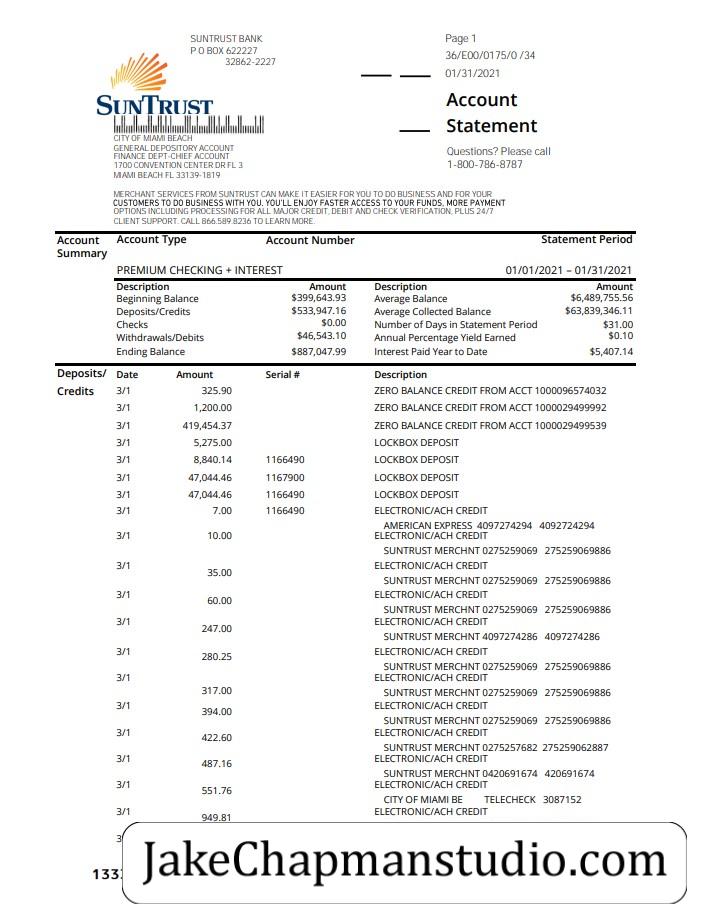 SUNTRUST BANK
P O BOX 622227
32862-2227
Page 1
36/E00/0175/0 /34
01/31/2021
Account
Statement
Questions? Please call
1-800-786-8787
SUNTRUST
CITY OF MIAMI BEACH
GENERAL DEPOSITORY ACCOUNT
FINANCE DEPT-CHIEF ACCOUNT
1700 CONVENTION CENTER DR FL 3
MIAMI BEACH FL 33139-1819
MERCHANT SERVICES FROM SUNTRUST CAN MAKE IT EASIER FOR YOU TO DO BUSINESS AND FOR YOUR
CUSTOMERS TO DO BUSINESS WITH YOU. YOU'LL ENJOY FASTER ACCESS TO YOUR FUNDS, MORE PAYMENT
OPTIONS INCLUDING PROCESSING FOR ALL MAJOR CREDIT, DEBIT AND CHECK VERIFICATION, PLUS 24/7
CLIENT SUPPORT. CALL 866.589.8236 TO LEARN MORE.
Account Summary Account Type Account Number Statement Period
PREMIUM CHECKING + INTEREST 01/01/2021 – 01/31/2021
Description Amount Description Amount
Beginning Balance $399,643.93 Average Balance $6,489,755.56
Deposits/Credits $533,947.16 Average Collected Balance $63,839,346.11
Checks $0.00 Number of Days in Statement Period $31.00
Withdrawals/Debits $46,543.10 Annual Percentage Yield Earned $0.10
Ending Balance $887,047.99 Interest Paid Year to Date $5,407.14
Deposits/ Credits Date Amount Serial # Description
3/1 325.90 ZERO BALANCE CREDIT FROM ACCT 1000096574032
3/1 1,200.00 ZERO BALANCE CREDIT FROM ACCT 1000029499992
3/1 419,454.37 ZERO BALANCE CREDIT FROM ACCT 1000029499539
3/1 5,275.00 LOCKBOX DEPOSIT
3/1 8,840.14 1166490 LOCKBOX DEPOSIT
3/1 47,044.46 1167900 LOCKBOX DEPOSIT
3/1 47,044.46 1166490 LOCKBOX DEPOSIT
3/1 7.00 1166490 ELECTRONIC/ACH CREDIT
AMERICAN EXPRESS 4097274294 4092724294
3/1 10.00 ELECTRONIC/ACH CREDIT
SUNTRUST MERCHNT 0275259069 275259069886
3/1 35.00 ELECTRONIC/ACH CREDIT
SUNTRUST MERCHNT 0275259069 275259069886
3/1 60.00 ELECTRONIC/ACH CREDIT
SUNTRUST MERCHNT 0275259069 275259069886
3/1 247.00 ELECTRONIC/ACH CREDIT
SUNTRUST MERCHNT 4097274286 4097274286
3/1 280.25 ELECTRONIC/ACH CREDIT
SUNTRUST MERCHNT 0275259069 275259069886
3/1 317.00 ELECTRONIC/ACH CREDIT
SUNTRUST MERCHNT 0275259069 275259069886
3/1 394.00 ELECTRONIC/ACH CREDIT
SUNTRUST MERCHNT 0275259069 275259069886
3/1 422.60 ELECTRONIC/ACH CREDIT
SUNTRUST MERCHNT 0275257682 275259062887
3/1 487.16 ELECTRONIC/ACH CREDIT
SUNTRUST MERCHNT 0420691674 420691674
3/1 551.76 ELECTRONIC/ACH CREDIT
CITY OF MIAMI BE TELECHECK 3087152
3/1 949.81 ELECTRONIC/ACH CREDIT
JakeChapmanstudio.com